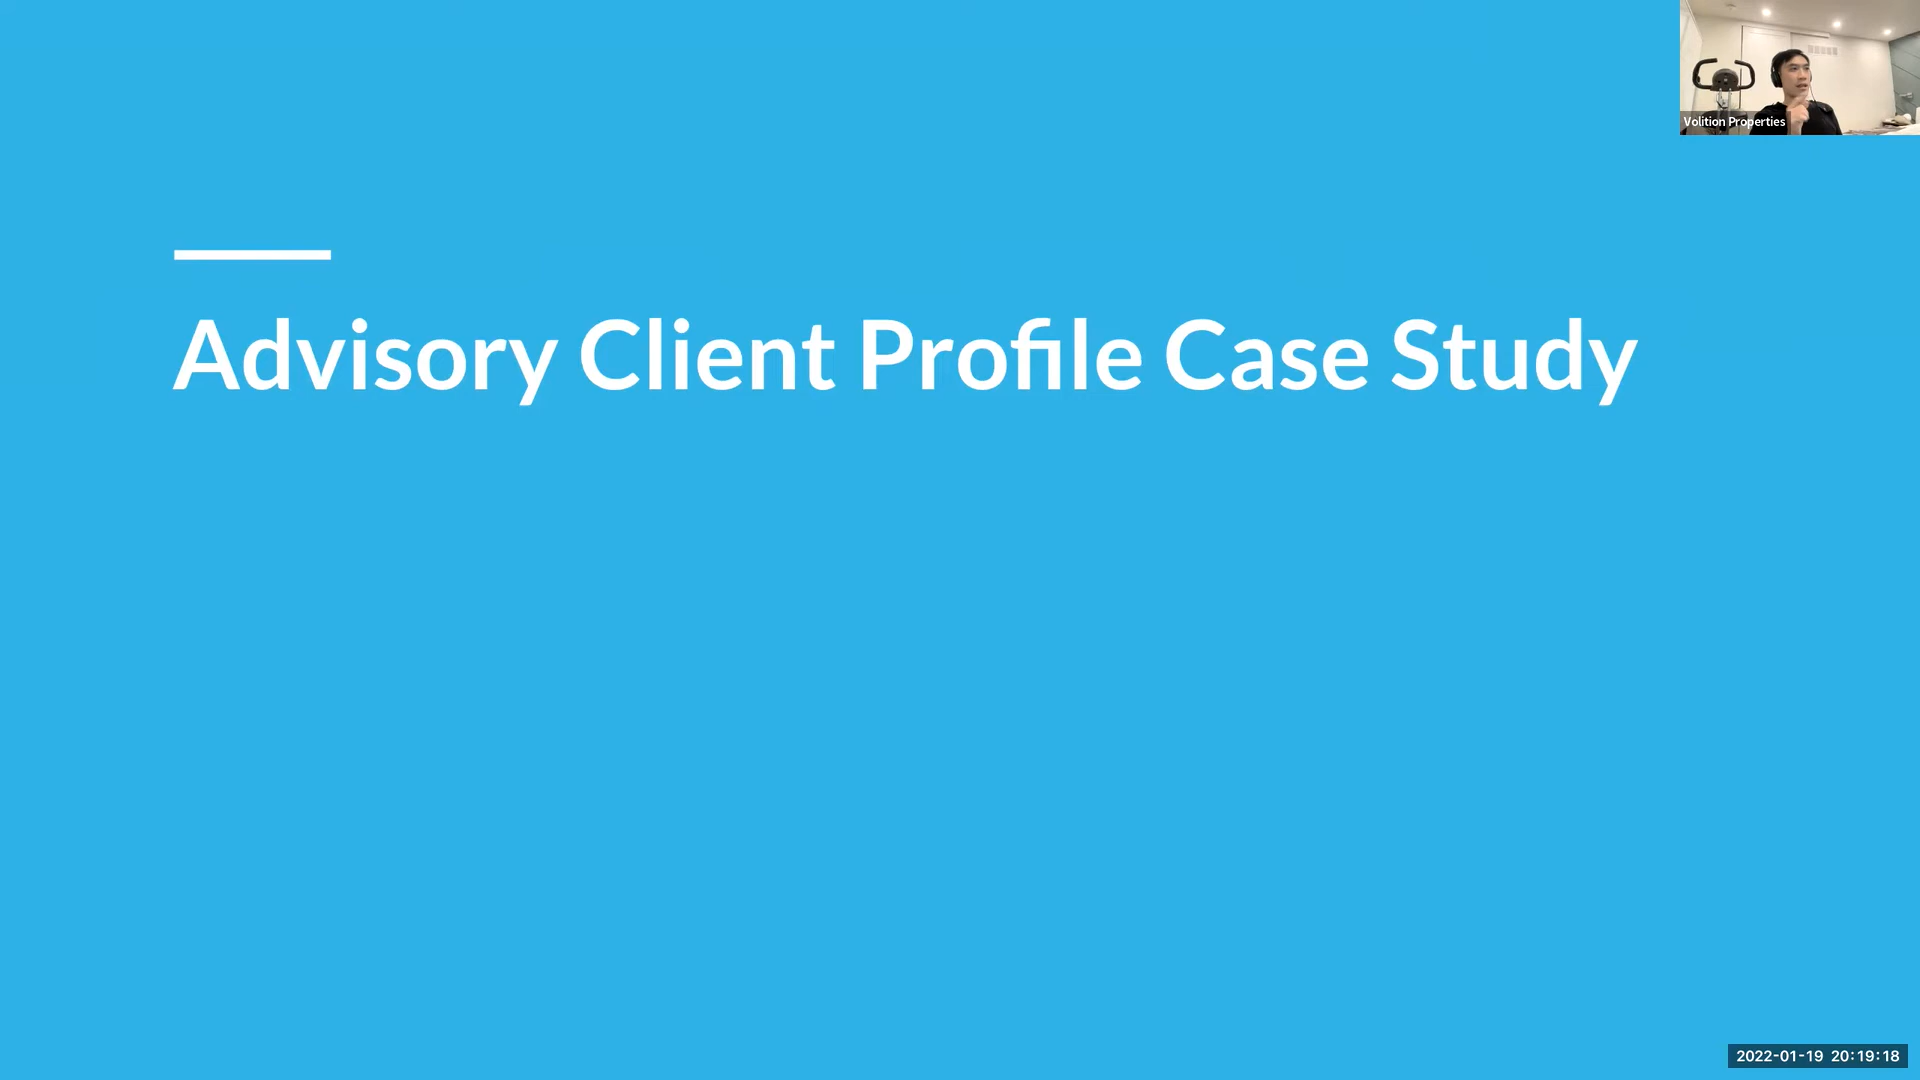 Volition Properties
Advisory Client Profile Case Study
2022-01-19 20:19:18